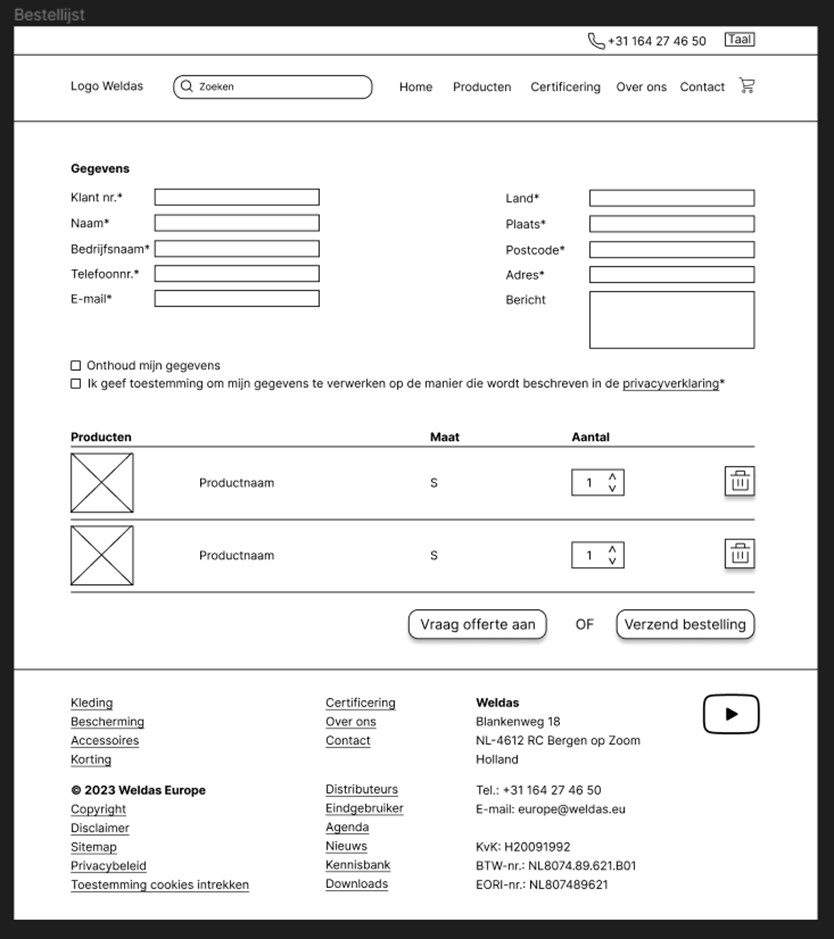 Bestellijst
+31 164 27 46 50 Taal
Logo Weldas Zoeken Home Producten Certificering Over ons Contact
Gegevens
Klant nr.*
Naam*
Bedrijfsnaam*
Telefoonnr.*
E-mail*
Land*
Plaats*
Postcode*
Adres*
Bericht
Onthoud mijn gegevens
Ik geef toestemming om mijn gegevens te verwerken op de manier die wordt beschreven in de privacyverklaring*
Producten Maat Aantal
Productnaam S 1
Productnaam S 1
Vraag offerte aan OF Verzend bestelling
Kleding
Bescherming
Accessoires
Korting
© 2023 Weldas Europe
Copyright
Disclaimer
Sitemap
Privacybeleid
Toestemming cookies intrekken
Certificering
Over ons
Contact
Distributeurs
Eindgebruiker
Agenda
Nieuws
Kennisbank
Downloads
Weldas
Blankenweg 18
NL-4612 RC Bergen op Zoom
Holland
Tel.: +31 164 27 46 50
E-mail: europe@weldas.eu
KvK: H20091992
BTW-nr.: NL8074.89.621.B01
EORI-nr.: NL807489621